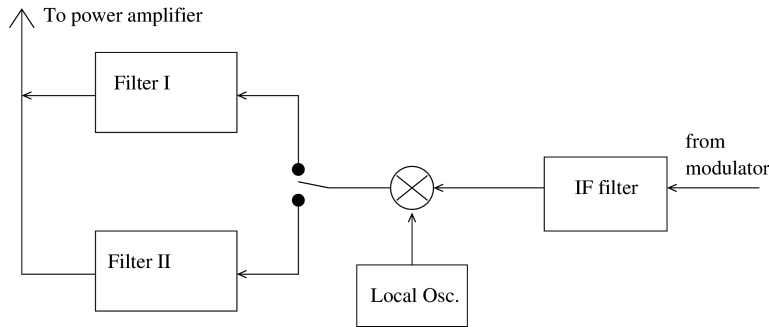 To power amplifier
Filter I
from
modulator
IF filter
Filter II
Local Osc.